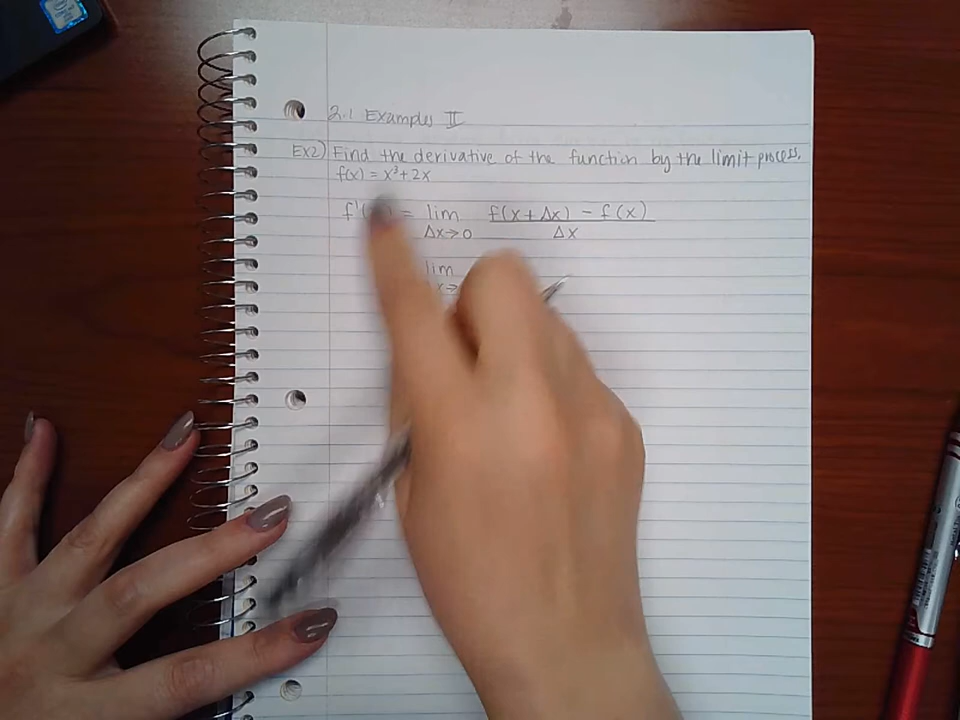 2.1 Examples II
Ex2) Find the derivative of the function by the limit process.
f(x) = x³ + 2x
f'( ) = lim f(x + Δx) - f(x)
Δx→0 Δx
lim
x→